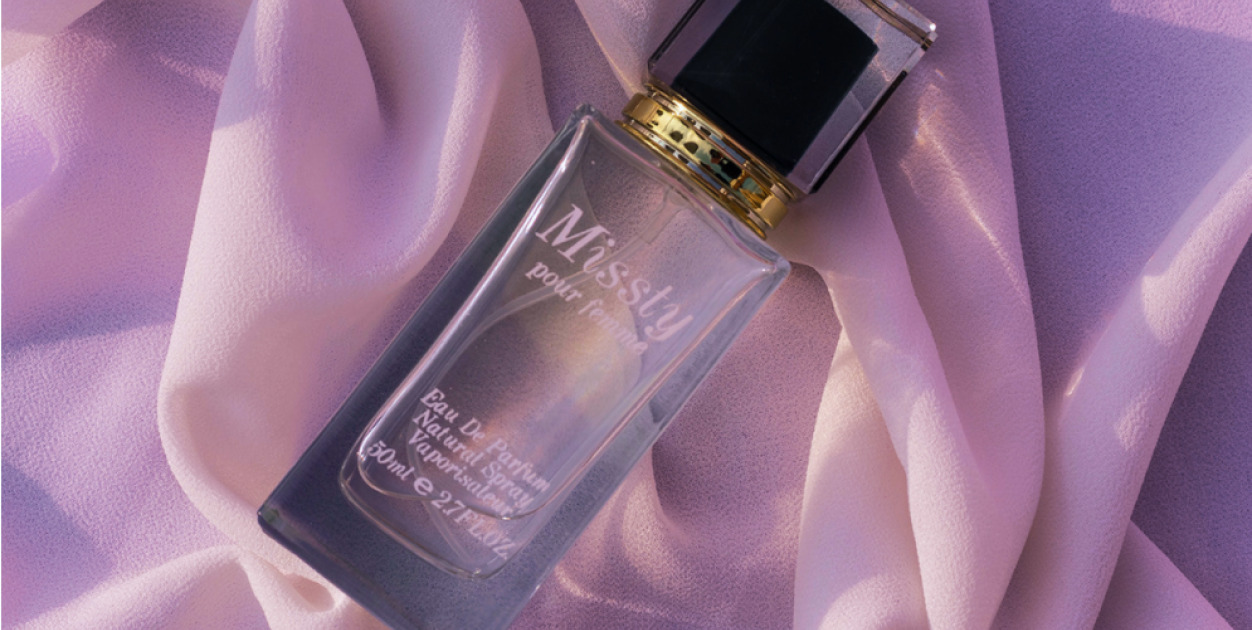 Missty
pour femme
Eau De Parfum
Natural Spray
Vaporisateur
50ml e 2.7FL.OZ.